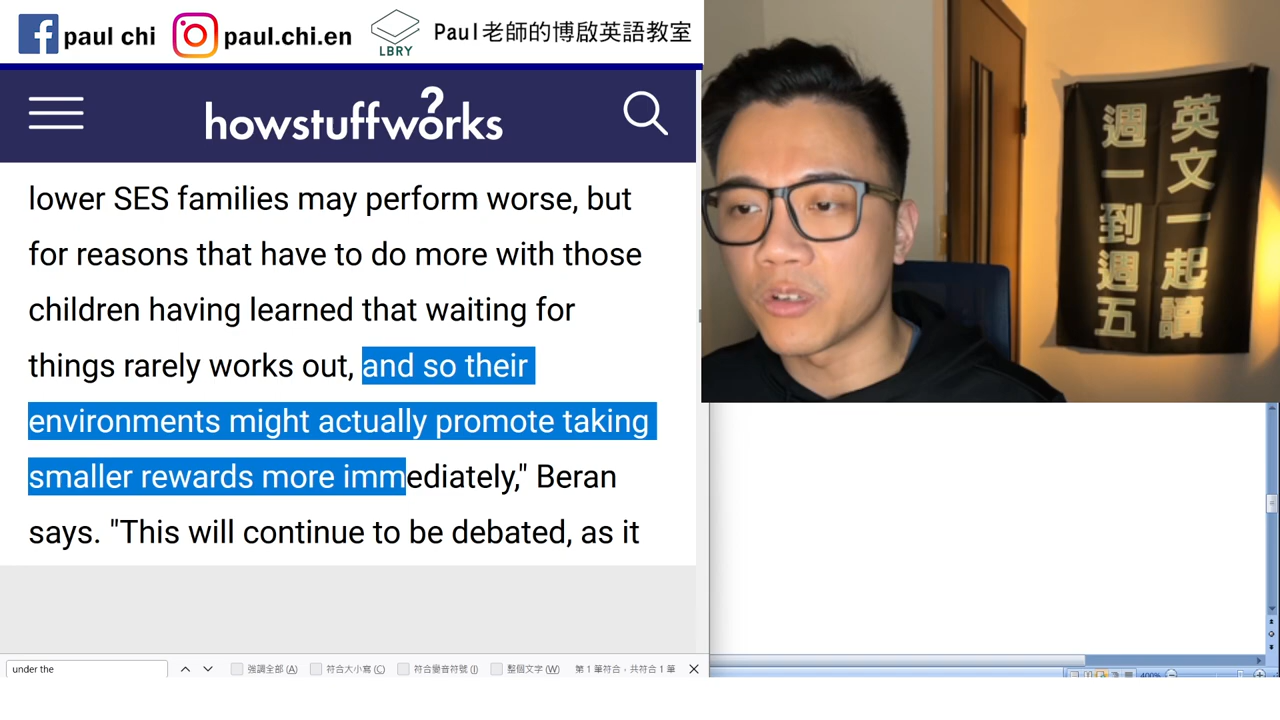 paul chi
paul.chi.en
LBRY
Paul老師的博啟英語教室
howstuffworks
lower SES families may perform worse, but
for reasons that have to do more with those
children having learned that waiting for
things rarely works out, and so their
environments might actually promote taking
smaller rewards more immediately," Beran
says. "This will continue to be debated, as it
英文一起讀
週一到週五
under the
強調全部 (A)
符合大小寫 (C)
符合變音符號 (I)
整個文字 (W)
第 1 筆符合，共符合 1 筆
400%